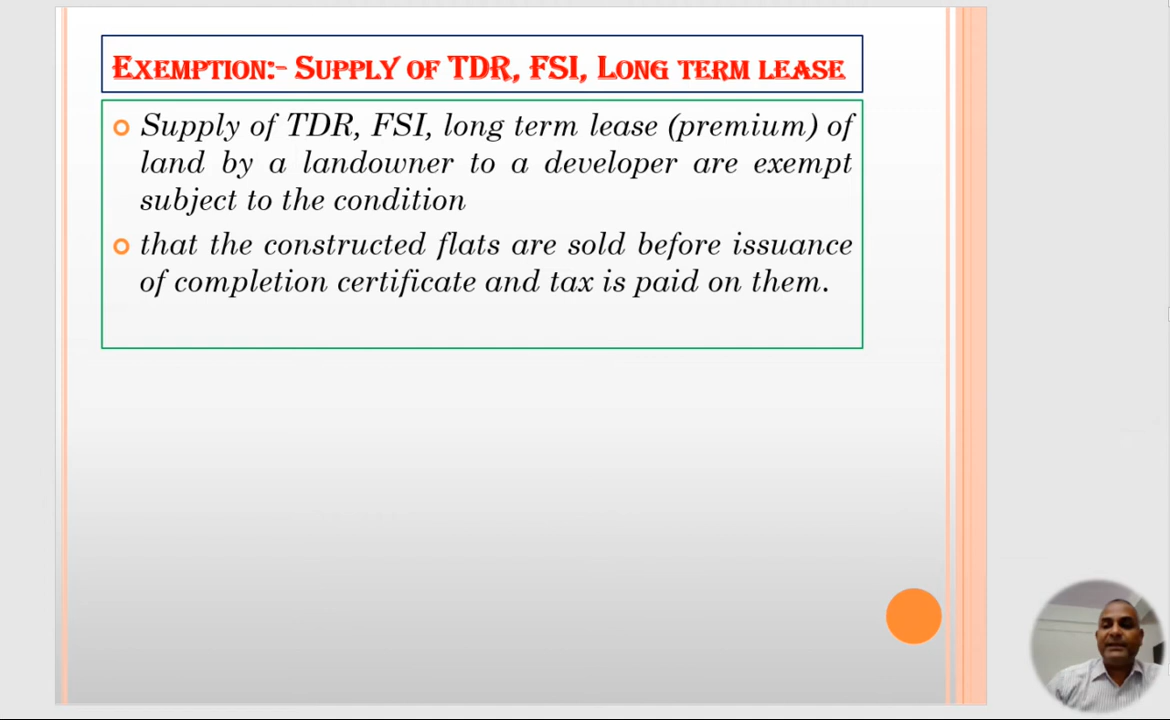 Exemption:- Supply of TDR, FSI, Long term lease
Supply of TDR, FSI, long term lease (premium) of
land by a landowner to a developer are exempt
subject to the condition
that the constructed flats are sold before issuance
of completion certificate and tax is paid on them.